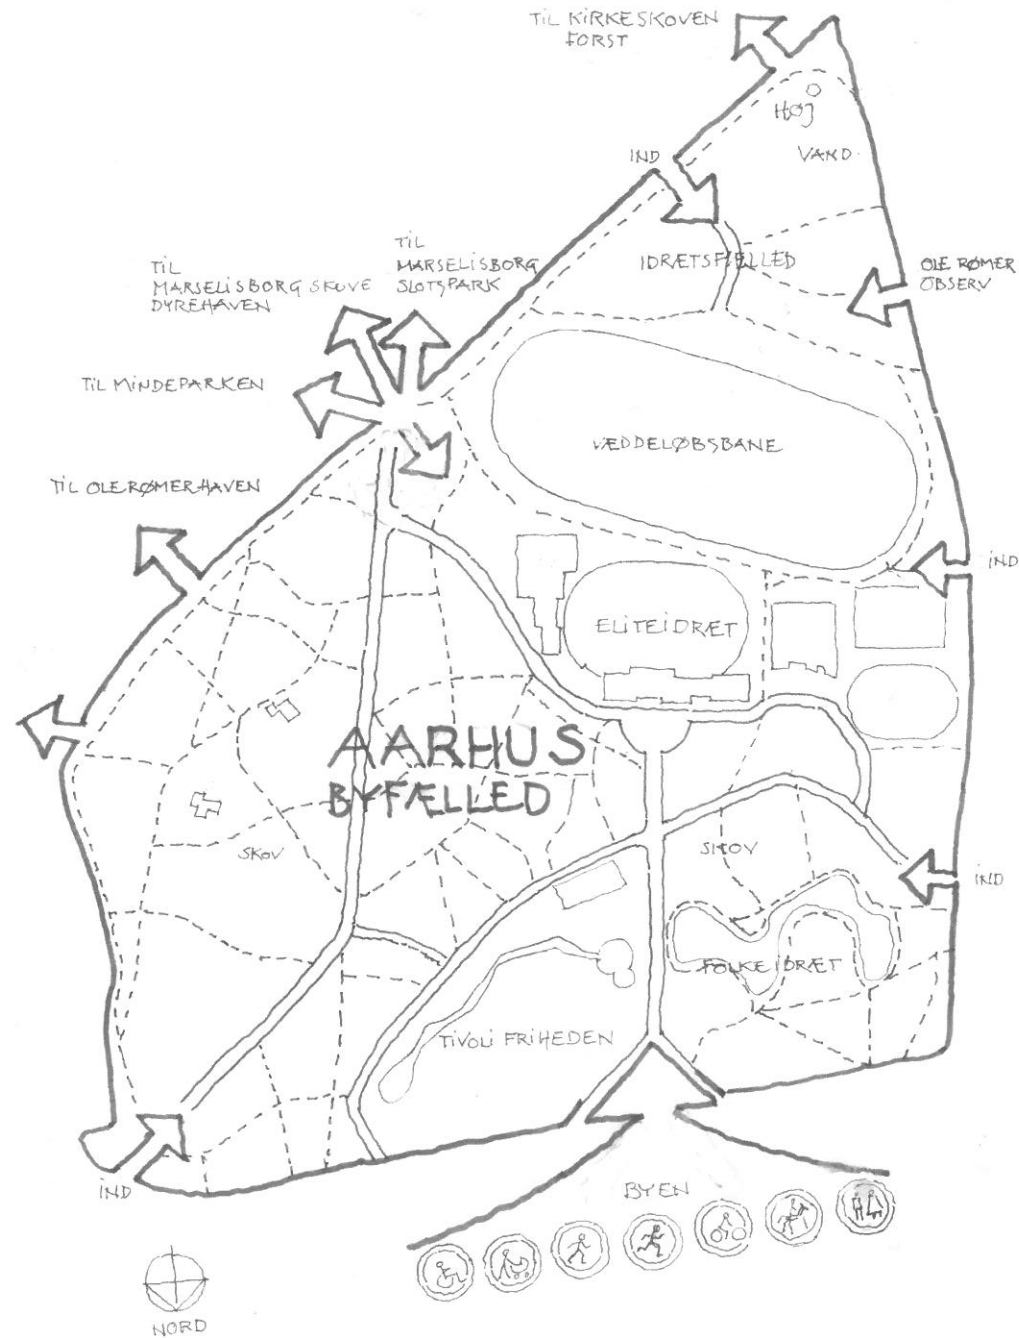 TIL KIRKESKOVEN
FORST
HØJ
VAND
IND
IDRÆTSFÆLLED
OLE RØMER
OBSERV
TIL
MARSELISBORG
SLOTSPARK
TIL
MARSELISBORG SKOVE
DYREHAVEN
TIL MINDEPARKEN
VÆDDELØBSBANE
TIL OLE RØMER HAVEN
IND
ELITEIDRÆT
AARHUS
BYFÆLLED
SKOV
SKOV
IND
FOLKEIDRÆT
TIVOLI FRIHEDEN
IND
BYEN
NORD